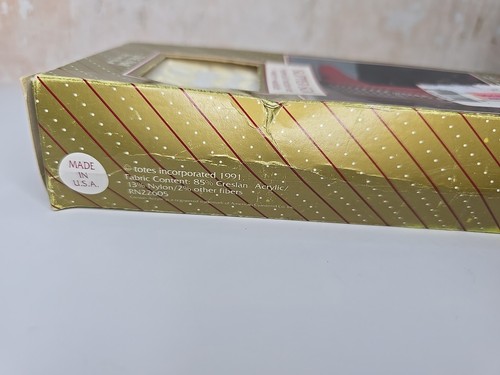 MADE
IN
U.S.A.
© totes incorporated 1991
Fabric Content: 85% Creslan Acrylic/
13% Nylon/2% other fibers
RN22605